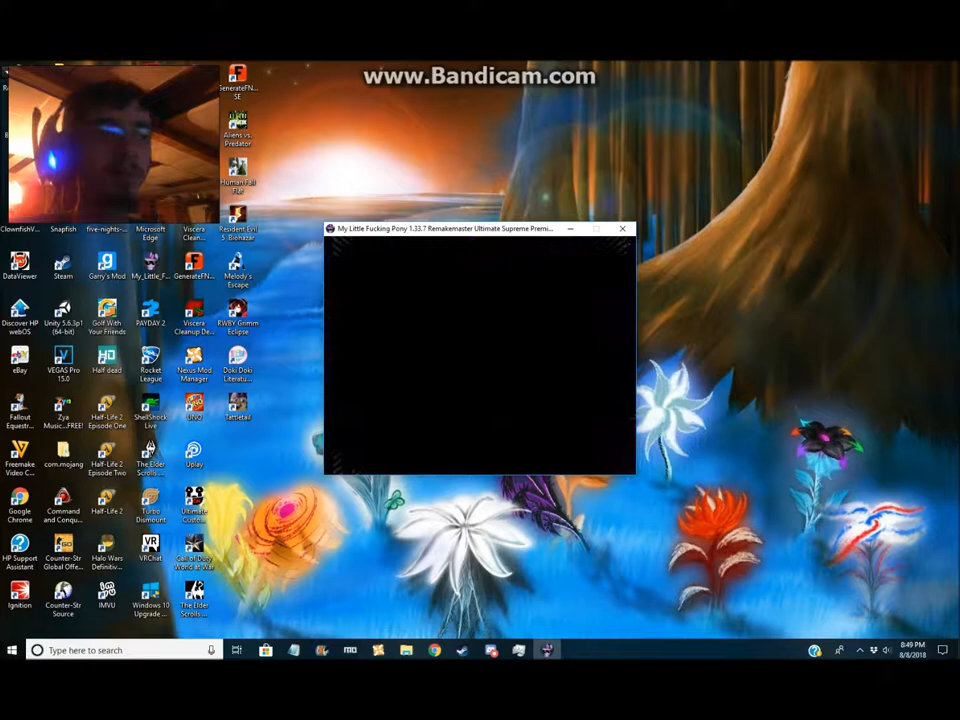 www.Bandicam.com
GenerateFN...
SE
Aliens vs.
Predator
Human Fall
Flat
ClownfishV...
Snapfish
five-nights-...
Microsoft
Edge
Viscera
Clean...
Resident Evil
5 Biohazar
My Little Fucking Pony 1.33.7 Remakemaster Ultimate Supreme Premi...
DataViewer
Steam
Garry's Mod
My_Little_F...
GenerateFN...
Melody's
Escape
Discover HP
webOS
Unity 5.6.3p1
(64-bit)
Golf With
Your Friends
PAYDAY 2
Viscera
Cleanup De...
RWBY Grimm
Eclipse
eBay
VEGAS Pro
15.0
Half dead
Rocket
League
Nexus Mod
Manager
Doki Doki
Literatu...
Fallout
Equestr...
Zya
Music...FREE!
Half-Life 2
Episode One
ShellShock
Live
UNO
Tattletail
Freemake
Video C...
com.mojang
Half-Life 2
Episode Two
The Elder
Scrolls ...
Uplay
Google
Chrome
Command
and Conqu...
Half-Life 2
Turbo
Dismount
Ultimate
Custo...
HP Support
Assistant
Counter-Str
Global Offe...
Halo Wars
Definitiv...
VRChat
Call of Duty
World at War
Ignition
Counter-Str
Source
IMVU
Windows 10
Upgrade ...
The Elder
Scrolls ...
Type here to search
8:49 PM
8/8/2018